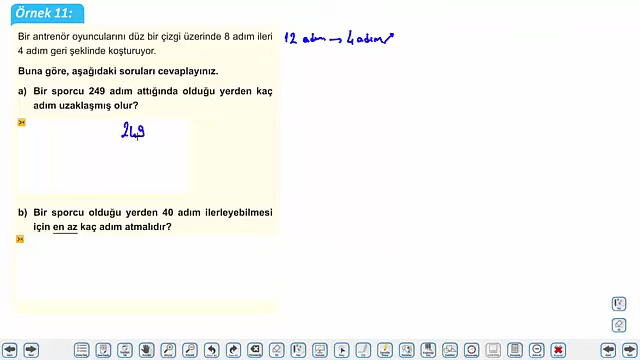 Örnek 11:
Bir antrenör oyuncularını düz bir çizgi üzerinde 8 adım ileri
4 adım geri şeklinde koşturuyor.
12 adım → 4 adım
Buna göre, aşağıdaki soruları cevaplayınız.
a) Bir sporcu 249 adım attığında olduğu yerden kaç
adım uzaklaşmış olur?
249
b) Bir sporcu olduğu yerden 40 adım ilerleyebilmesi
için en az kaç adım atmalıdır?